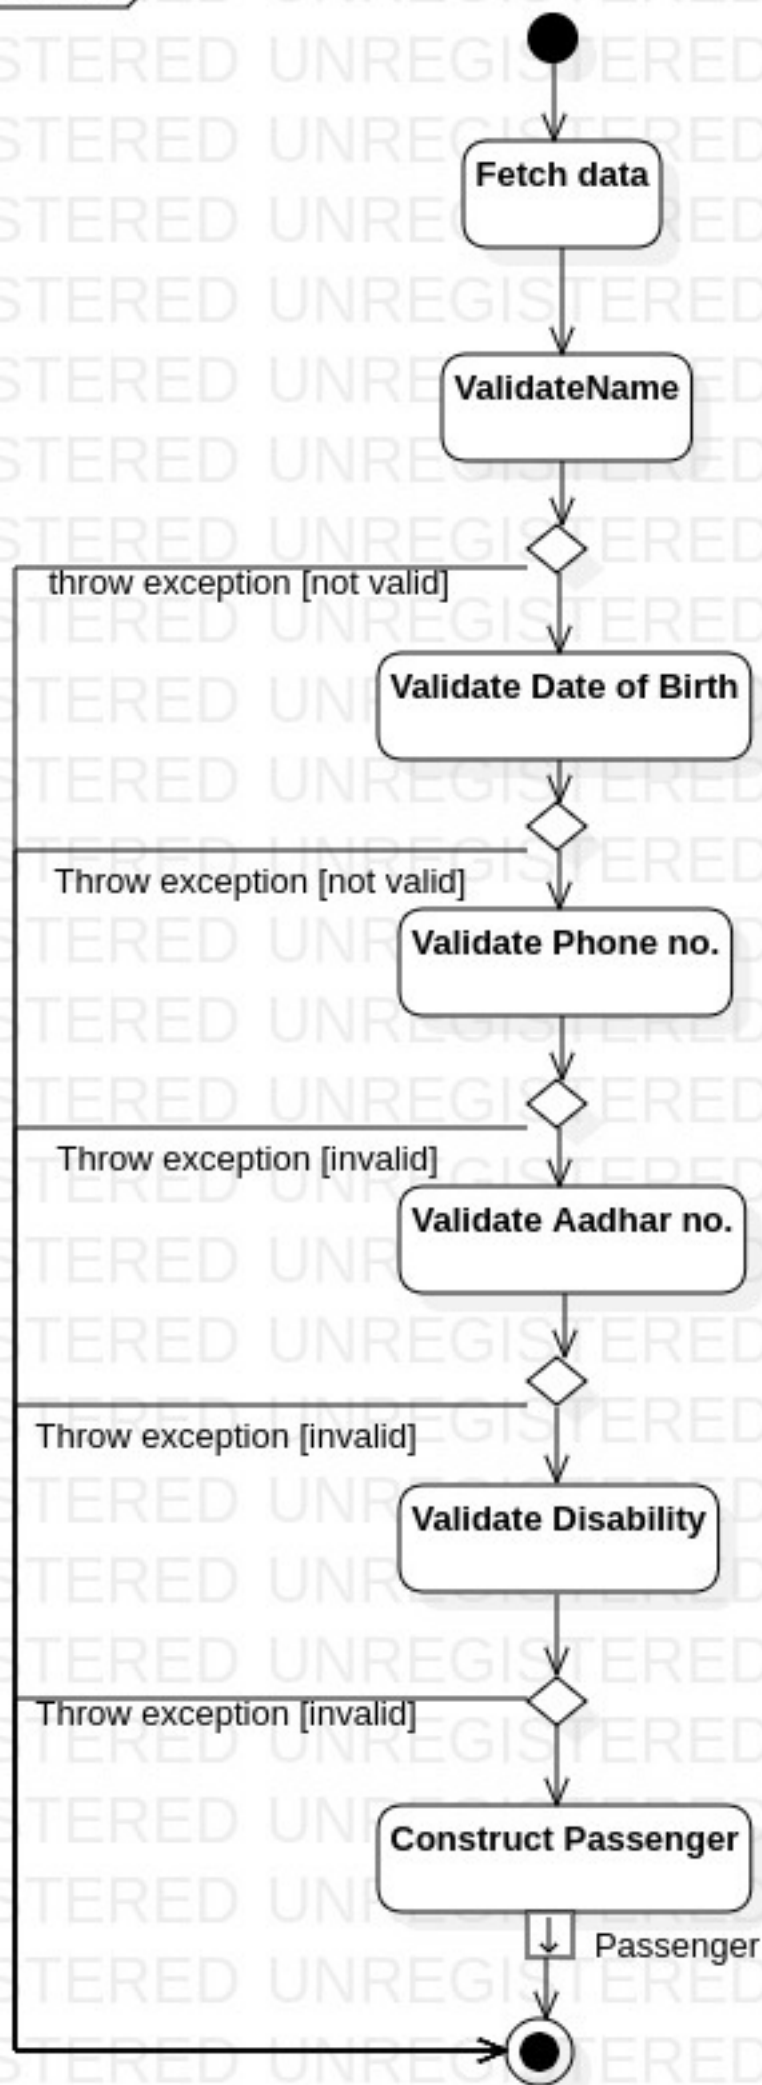 Fetch data
ValidateName
throw exception [not valid]
Validate Date of Birth
Throw exception [not valid]
Validate Phone no.
Throw exception [invalid]
Validate Aadhar no.
Throw exception [invalid]
Validate Disability
Throw exception [invalid]
Construct Passenger
Passenger
UNREGISTERED